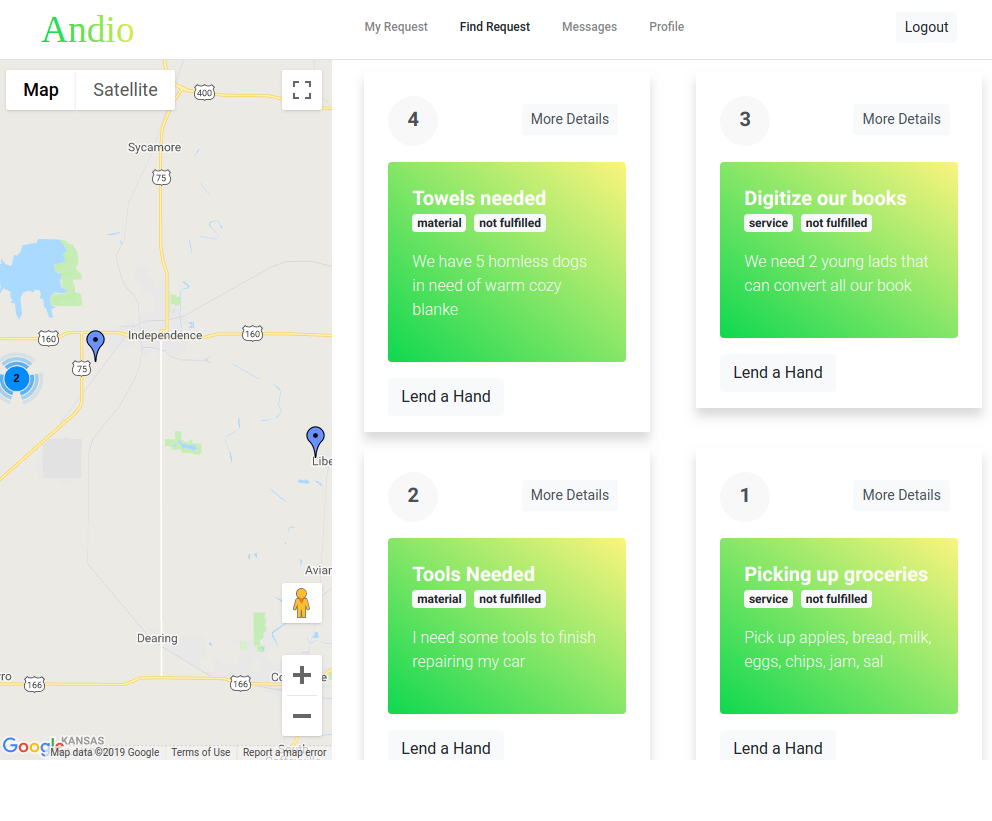 Andio
My Request Find Request Messages Profile
Logout
Map Satellite
400
Sycamore
75
160
Independence
160
75
2
Libe
Aviar
Dearing
ro
166
166
Co e
KANSAS
Google
Map data ©2019 Google Terms of Use Report a map error
4 More Details
Towels needed
material not fulfilled
We have 5 homless dogs
in need of warm cozy
blanke
Lend a Hand
3 More Details
Digitize our books
service not fulfilled
We need 2 young lads that
can convert all our book
Lend a Hand
2 More Details
Tools Needed
material not fulfilled
I need some tools to finish
repairing my car
Lend a Hand
1 More Details
Picking up groceries
service not fulfilled
Pick up apples, bread, milk,
eggs, chips, jam, sal
Lend a Hand